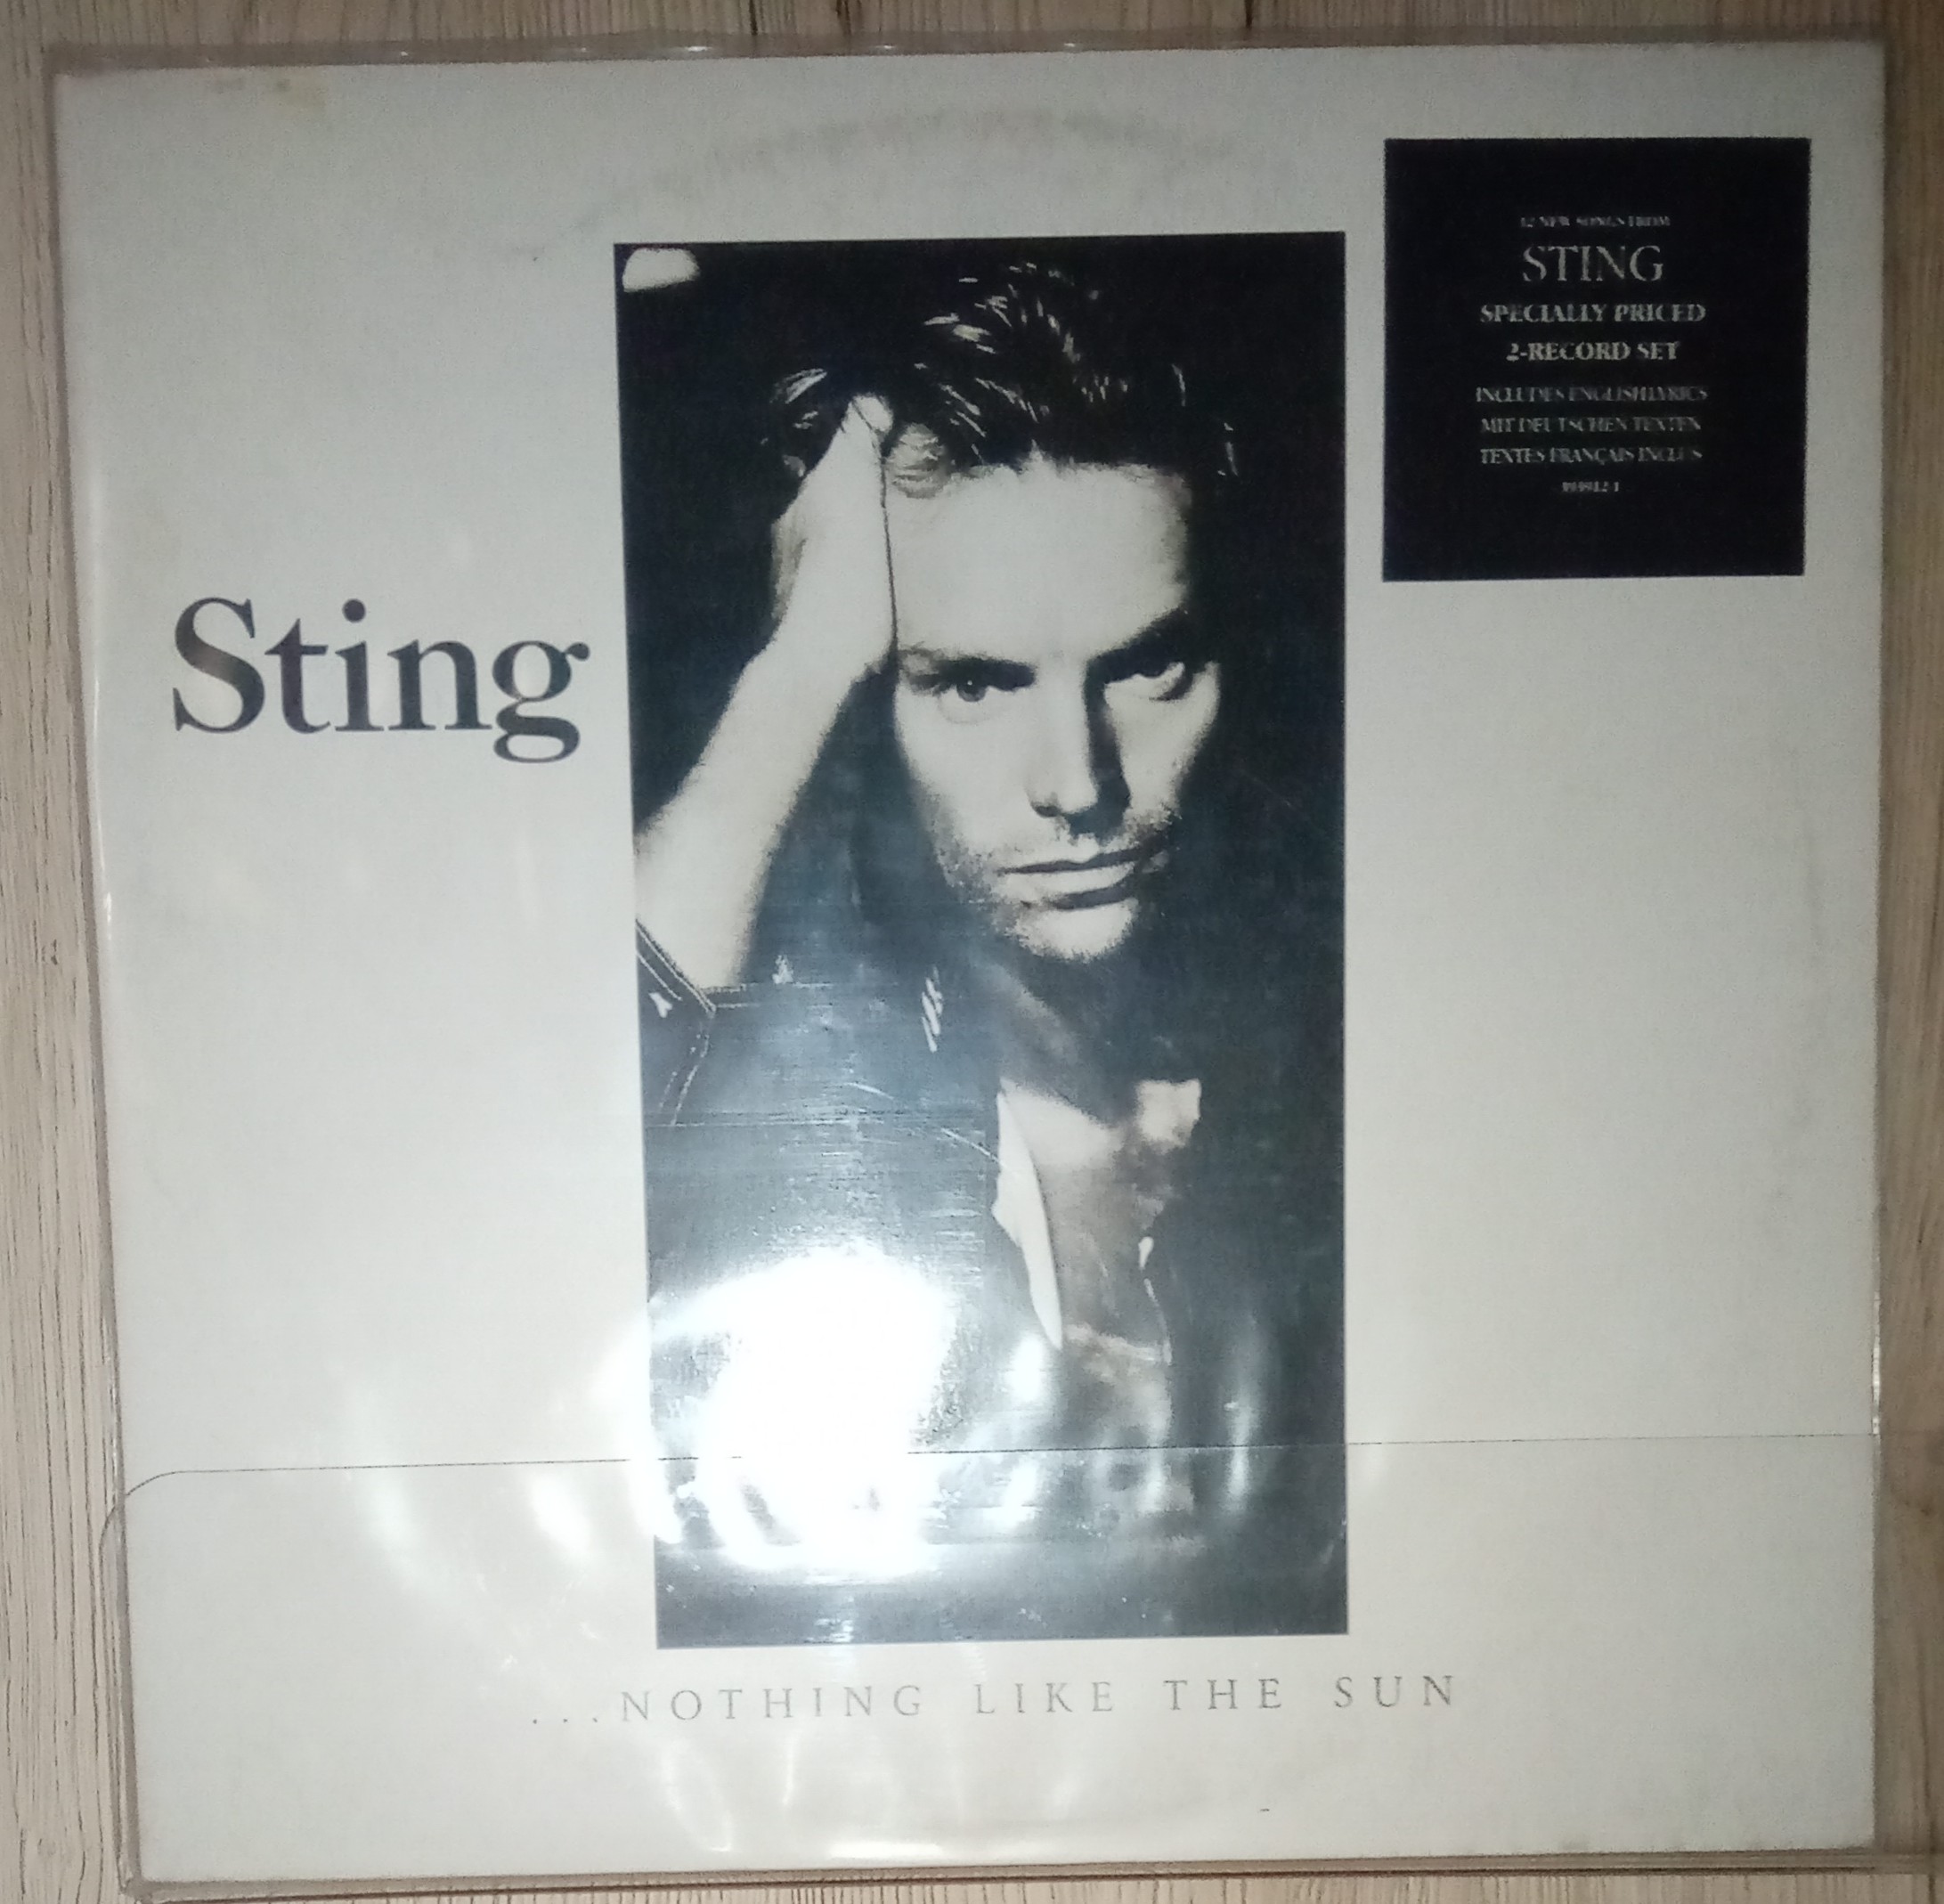 12 NEW SONGS FROM
STING
SPECIALLY PRICED
2-RECORD SET
INCLUDES ENGLISH LYRICS
MIT DEUTSCHEN TEXTEN
TEXTES FRANÇAIS INCLUS
Sting
...NOTHING LIKE THE SUN